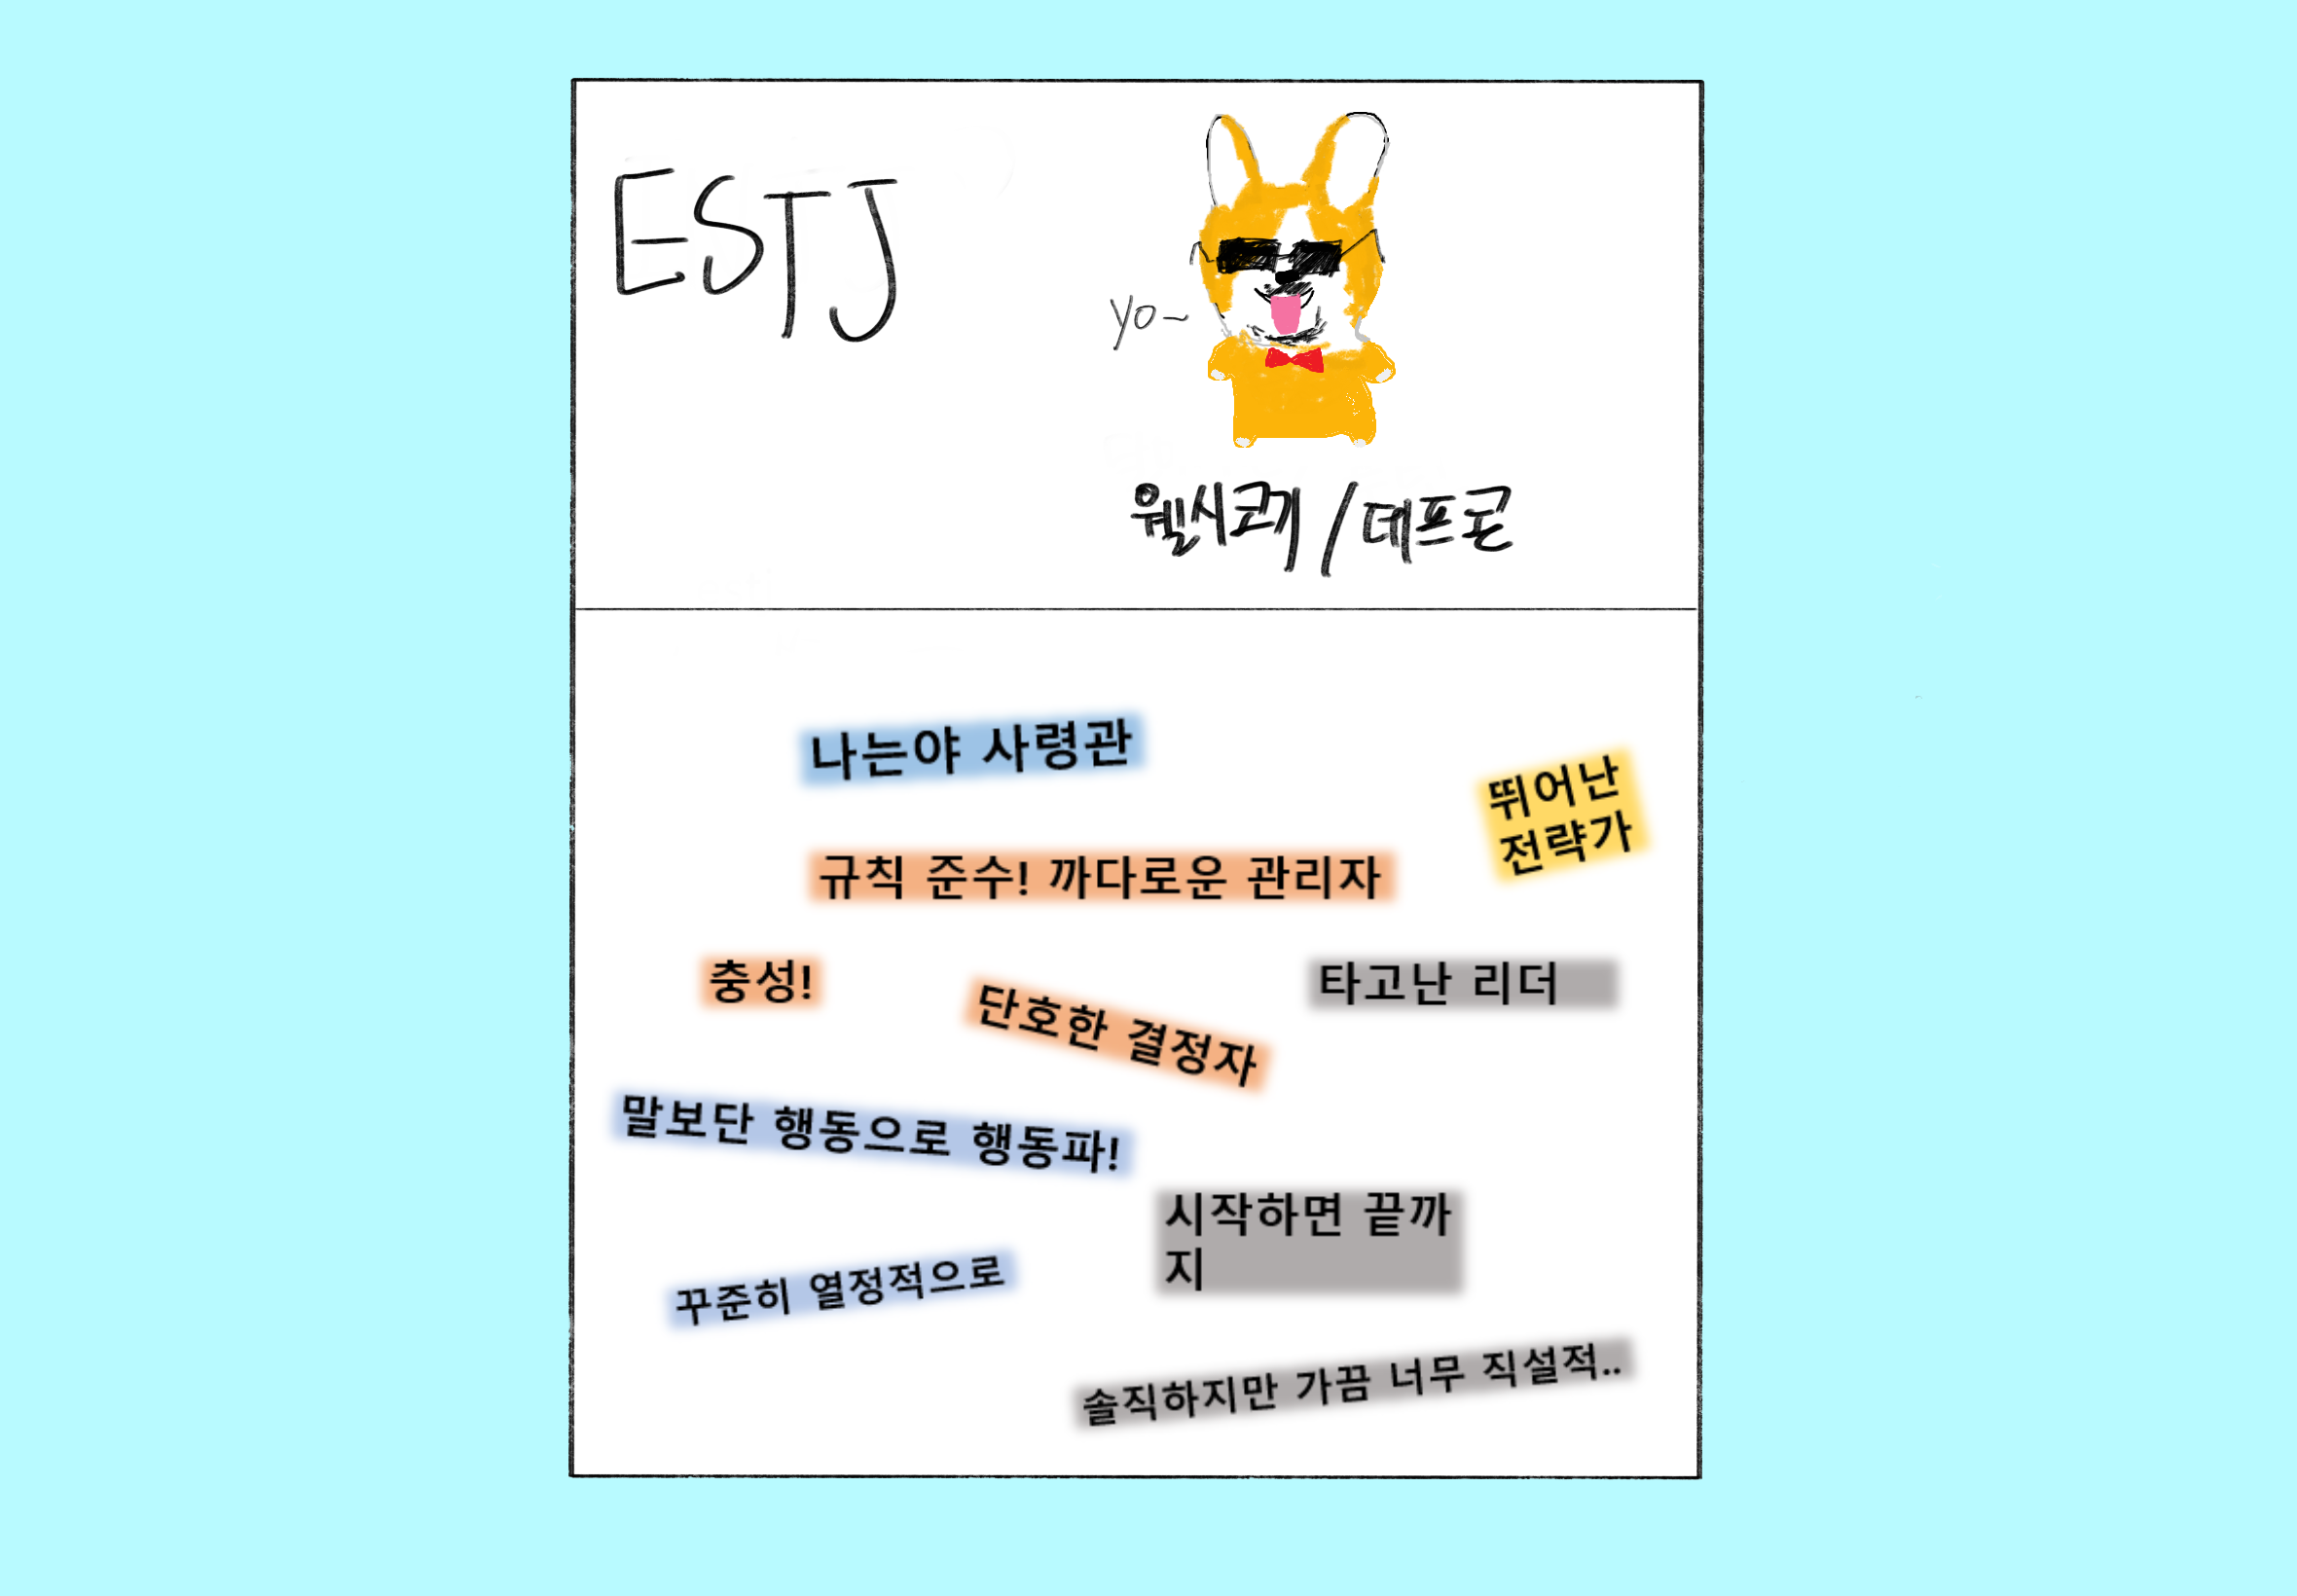 ESTJ
yo~
웰시코기 / 데프콘
나는야 사령관
뛰어난
전략가
규칙 준수! 까다로운 관리자
충성!
단호한 결정자
타고난 리더
말보단 행동으로 행동파!
시작하면 끝까
지
꾸준히 열정적으로
솔직하지만 가끔 너무 직설적..